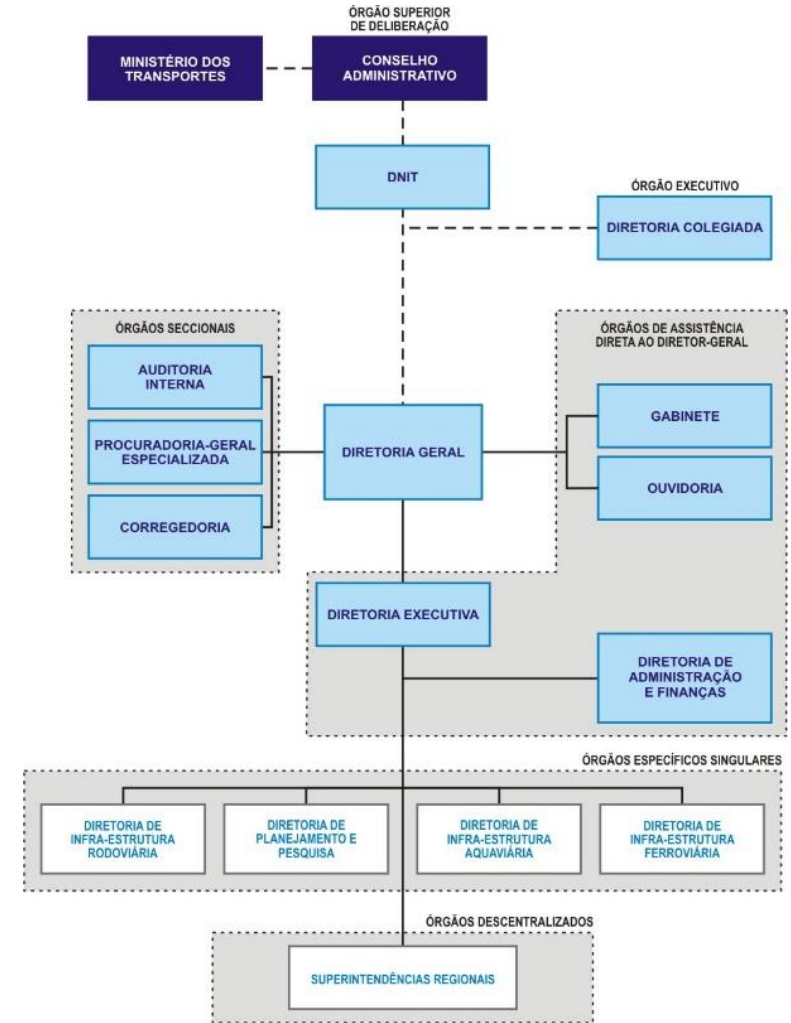 ÓRGÃO SUPERIOR
DE DELIBERAÇÃO
MINISTÉRIO DOS
TRANSPORTES
CONSELHO
ADMINISTRATIVO
DNIT
ÓRGÃO EXECUTIVO
DIRETORIA COLEGIADA
ÓRGÃOS SECCIONAIS
AUDITORIA
INTERNA
PROCURADORIA-GERAL
ESPECIALIZADA
CORREGEDORIA
DIRETORIA GERAL
ÓRGÃOS DE ASSISTÊNCIA
DIRETA AO DIRETOR-GERAL
GABINETE
OUVIDORIA
DIRETORIA EXECUTIVA
DIRETORIA DE
ADMINISTRAÇÃO
E FINANÇAS
ÓRGÃOS ESPECÍFICOS SINGULARES
DIRETORIA DE
INFRA-ESTRUTURA
RODOVIÁRIA
DIRETORIA DE
PLANEJAMENTO E
PESQUISA
DIRETORIA DE
INFRA-ESTRUTURA
AQUAVIÁRIA
DIRETORIA DE
INFRA-ESTRUTURA
FERROVIÁRIA
ÓRGÃOS DESCENTRALIZADOS
SUPERINTENDÊNCIAS REGIONAIS